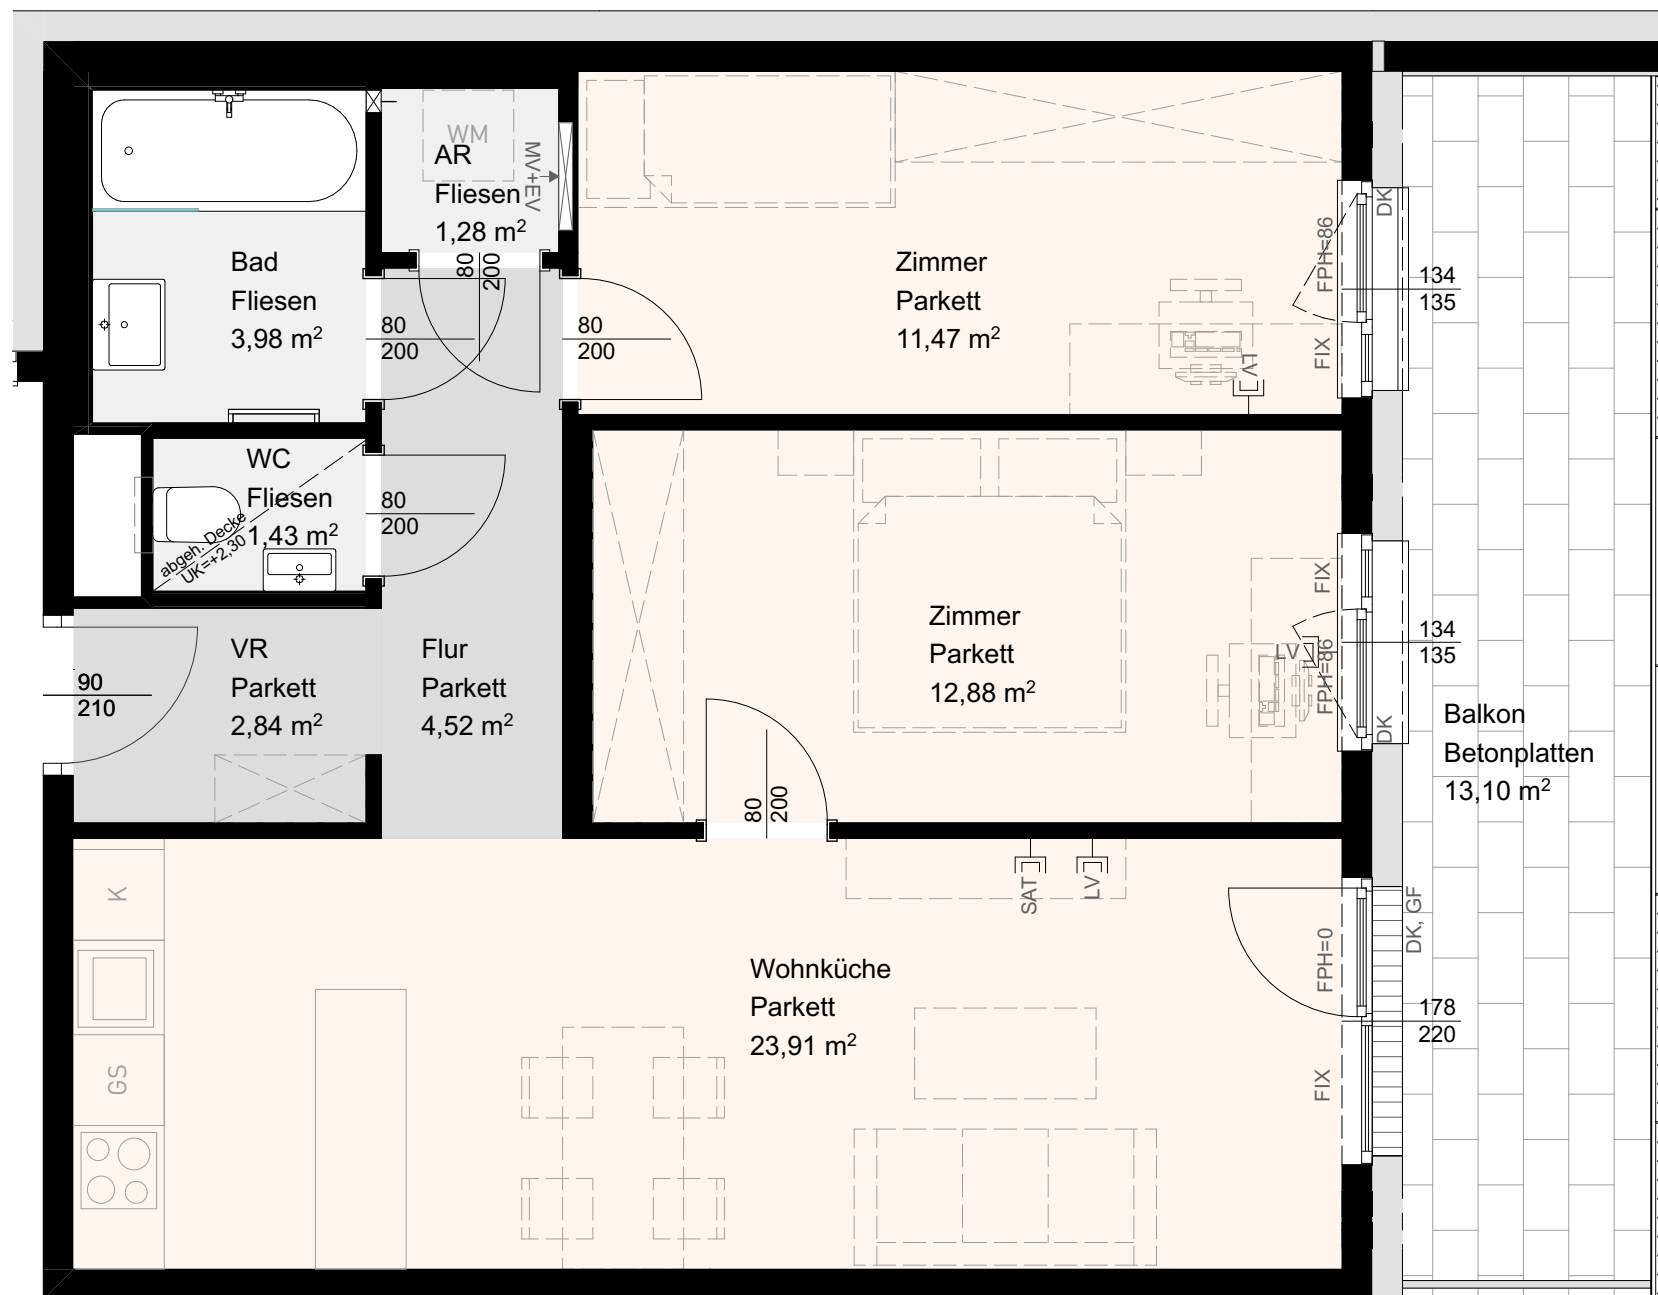 WM
AR
Fliesen
1,28 m²
MV+EV
80
200
Bad
Fliesen
3,98 m²
80
200
80
200
Zimmer
Parkett
11,47 m²
LV
FPH=86
FIX
DK
134
135
WC
Fliesen
1,43 m²
abgeh. Decke
UK=+2,30
80
200
Zimmer
Parkett
12,88 m²
LV
FIX
FPH=86
DK
134
135
VR
Parkett
2,84 m²
90
210
Flur
Parkett
4,52 m²
80
200
Balkon
Betonplatten
13,10 m²
K
GS
SAT
LV
Wohnküche
Parkett
23,91 m²
FPH=0
FIX
DK, GF
178
220